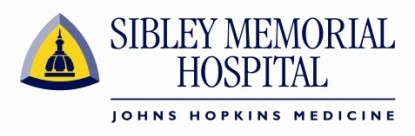 SIBLEY MEMORIAL
HOSPITAL
JOHNS HOPKINS MEDICINE